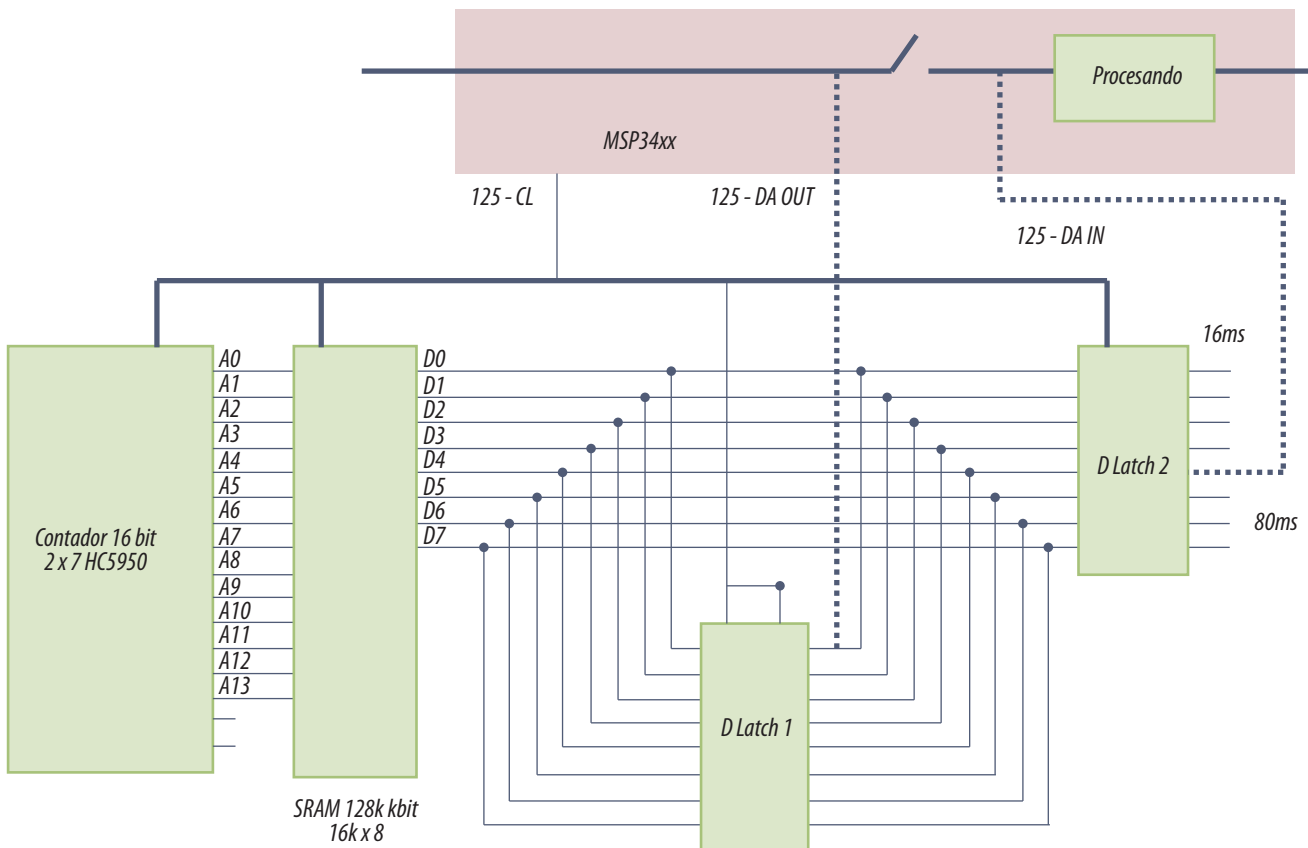 Procesando
MSP34xx
125 - CL
125 - DA OUT
125 - DA IN
16ms
A0
A1
A2
A3
A4
A5
A6
A7
A8
A9
A10
A11
A12
A13
D0
D1
D2
D3
D4
D5
D6
D7
D Latch 2
80ms
Contador 16 bit
2 x 7 HC5950
D Latch 1
SRAM 128k kbit
16k x 8